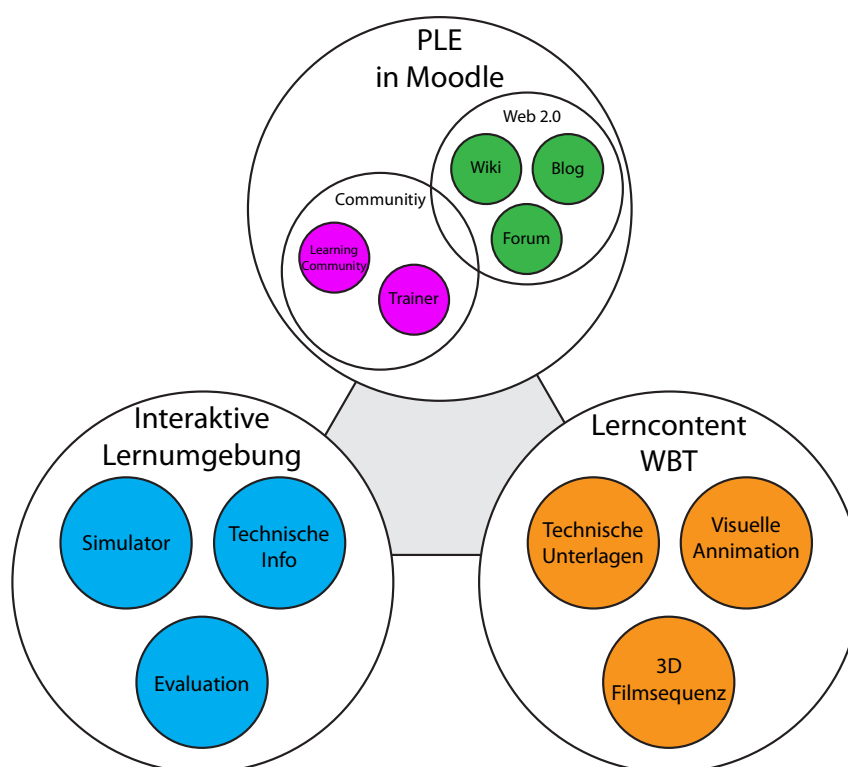 PLE
in Moodle
Web 2.0
Wiki
Blog
Forum
Communitiy
Learning
Community
Trainer
Interaktive
Lernumgebung
Simulator
Technische
Info
Evaluation
Lerncontent
WBT
Technische
Unterlagen
Visuelle
Annimation
3D
Filmsequenz